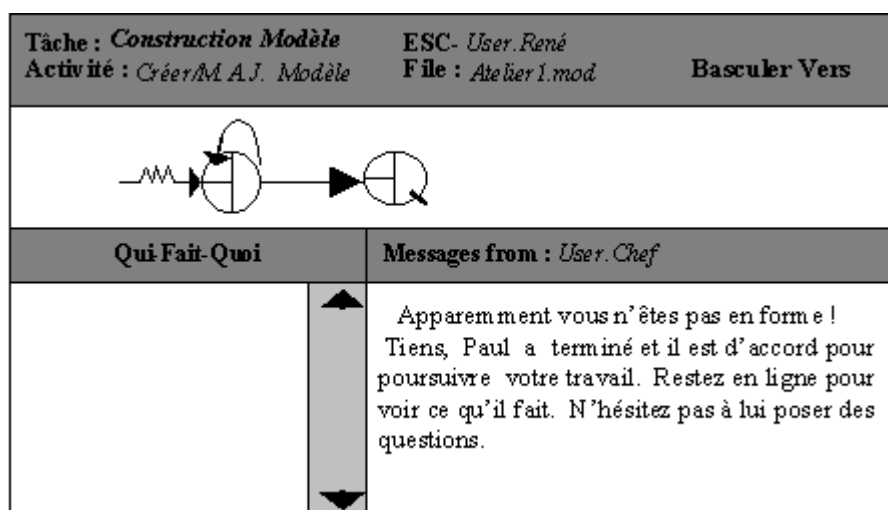 Tâche : Construction Modèle ESC- User.René
Activité : Créer/M.A.J. Modèle File : Atelier1.mod Basculer Vers
Qui-Fait-Quoi Messages from : User.Chef
Apparemment vous n'êtes pas en forme !
Tiens, Paul a terminé et il est d'accord pour
poursuivre votre travail. Restez en ligne pour
voir ce qu'il fait. N'hésitez pas à lui poser des
questions.